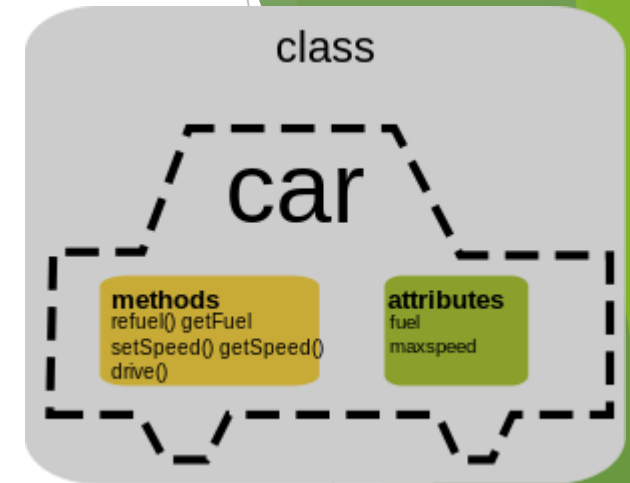 class
car
methods
refuel() getFuel
setSpeed() getSpeed()
drive()
attributes
fuel
maxspeed